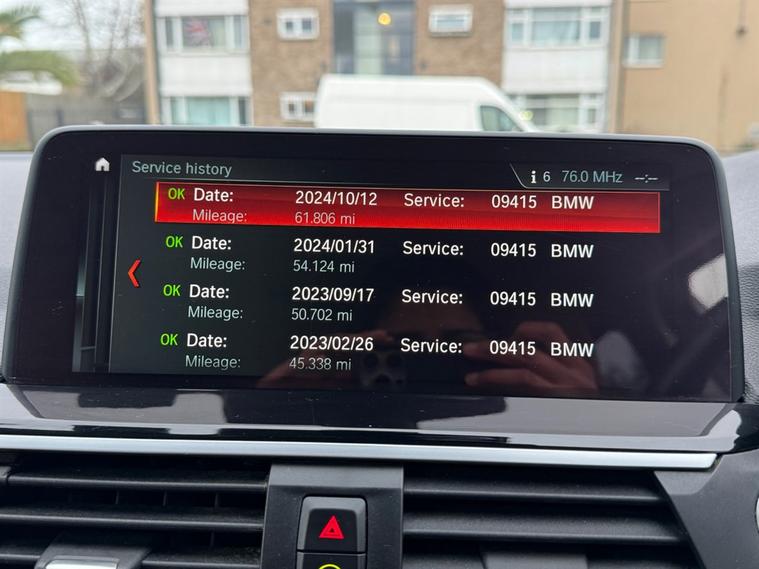 Service history
i 6 76.0 MHz --:--
OK Date: 2024/10/12 Service: 09415 BMW
Mileage: 61.806 mi
OK Date: 2024/01/31 Service: 09415 BMW
Mileage: 54.124 mi
OK Date: 2023/09/17 Service: 09415 BMW
Mileage: 50.702 mi
OK Date: 2023/02/26 Service: 09415 BMW
Mileage: 45.338 mi